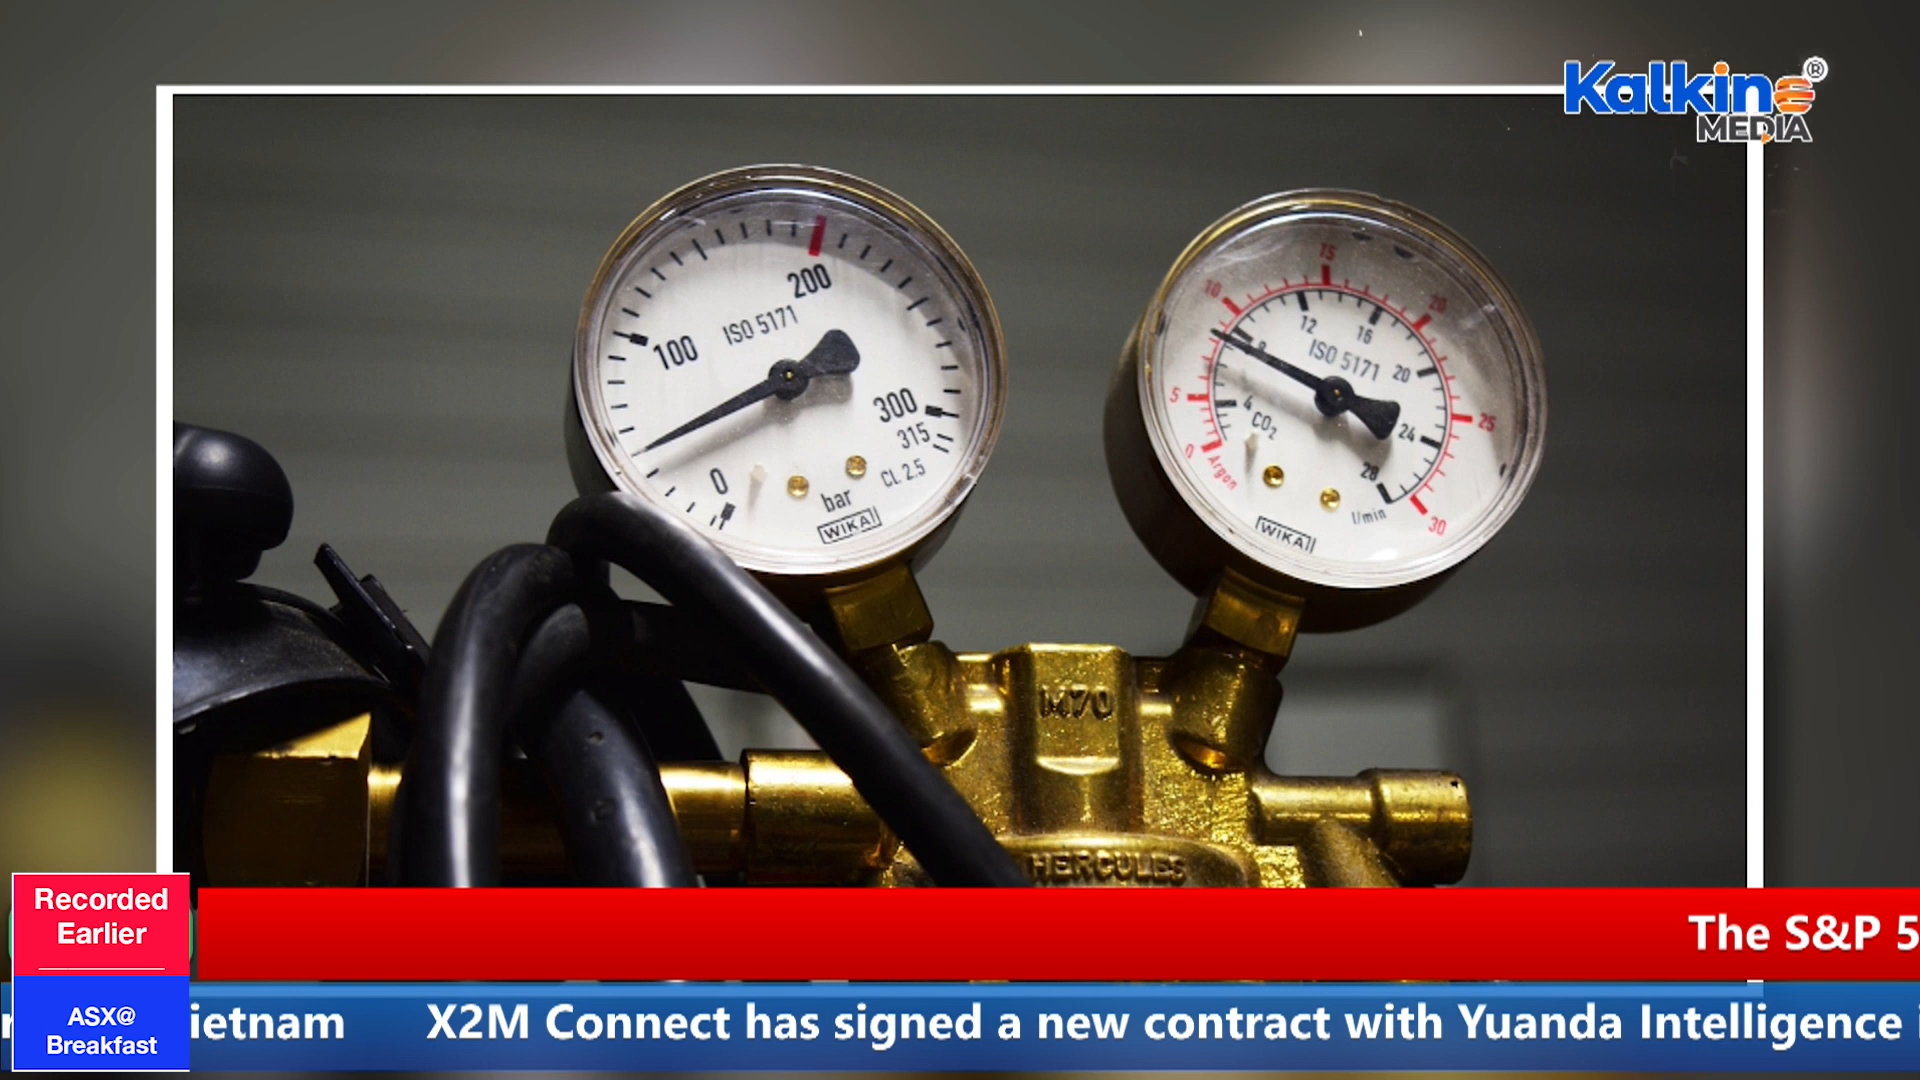 Kalkine®
MEDIA
200
ISO 5171
100
300
315
0
CL 2.5
bar
WIKA
15
10
20
12
16
ISO 5171
8
20
5
4
CO2
25
24
0
Argon
28
l/min
30
WIKA
M70
HERCULES
Recorded
Earlier
The S&P 5
ASX@
Breakfast
ietnam
X2M Connect has signed a new contract with Yuanda Intelligence